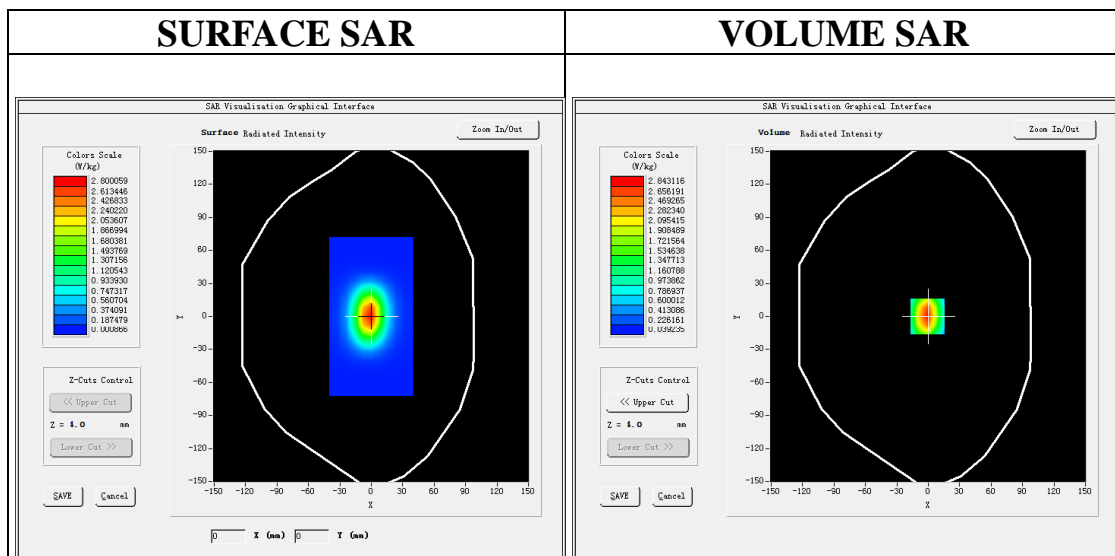 SURFACE SAR
VOLUME SAR
SAR Visualisation Graphical Interface
Surface Radiated Intensity
Zoom In/Out
Colors Scale
(W/kg)
2.800059
2.613446
2.426833
2.240220
2.053607
1.866994
1.680381
1.493769
1.307156
1.120543
0.933930
0.747317
0.560704
0.374091
0.187479
0.000866
150
120
90
60
30
0
-30
-60
-90
-120
-150
Y
-150 -120 -90 -60 -30 0 30 60 90 120 150
X
Z-Cuts Control
<< Upper Cut
Z = 4.0 mm
Lower Cut >>
SAVE Cancel
0 X (mm) 0 Y (mm)
SAR Visualisation Graphical Interface
Volume Radiated Intensity
Zoom In/Out
Colors Scale
(W/kg)
2.843116
2.656191
2.469265
2.282340
2.095415
1.908489
1.721564
1.534638
1.347713
1.160788
0.973862
0.786937
0.600012
0.413086
0.226161
0.039235
150
120
90
60
30
0
-30
-60
-90
-120
-150
Y
-150 -120 -90 -60 -30 0 30 60 90 120 150
X
Z-Cuts Control
<< Upper Cut
Z = 4.0 mm
Lower Cut >>
SAVE Cancel